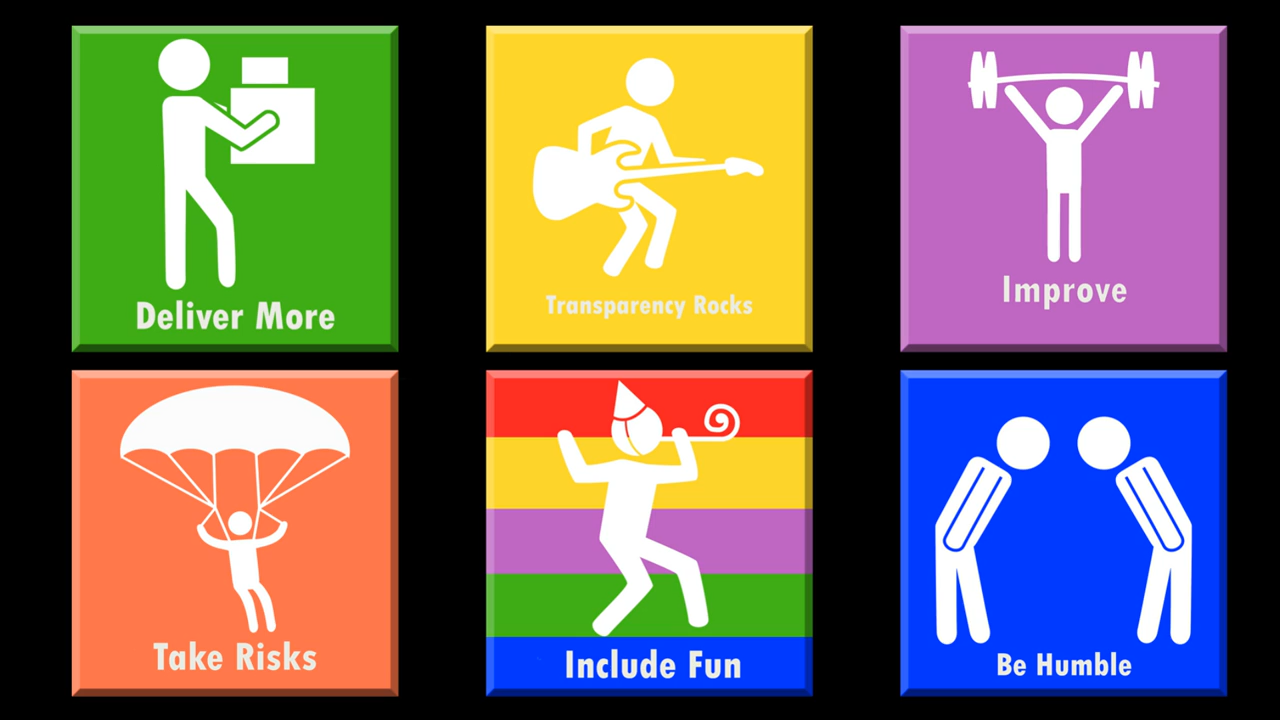 Deliver More
Transparency Rocks
Improve
Take Risks
Include Fun
Be Humble